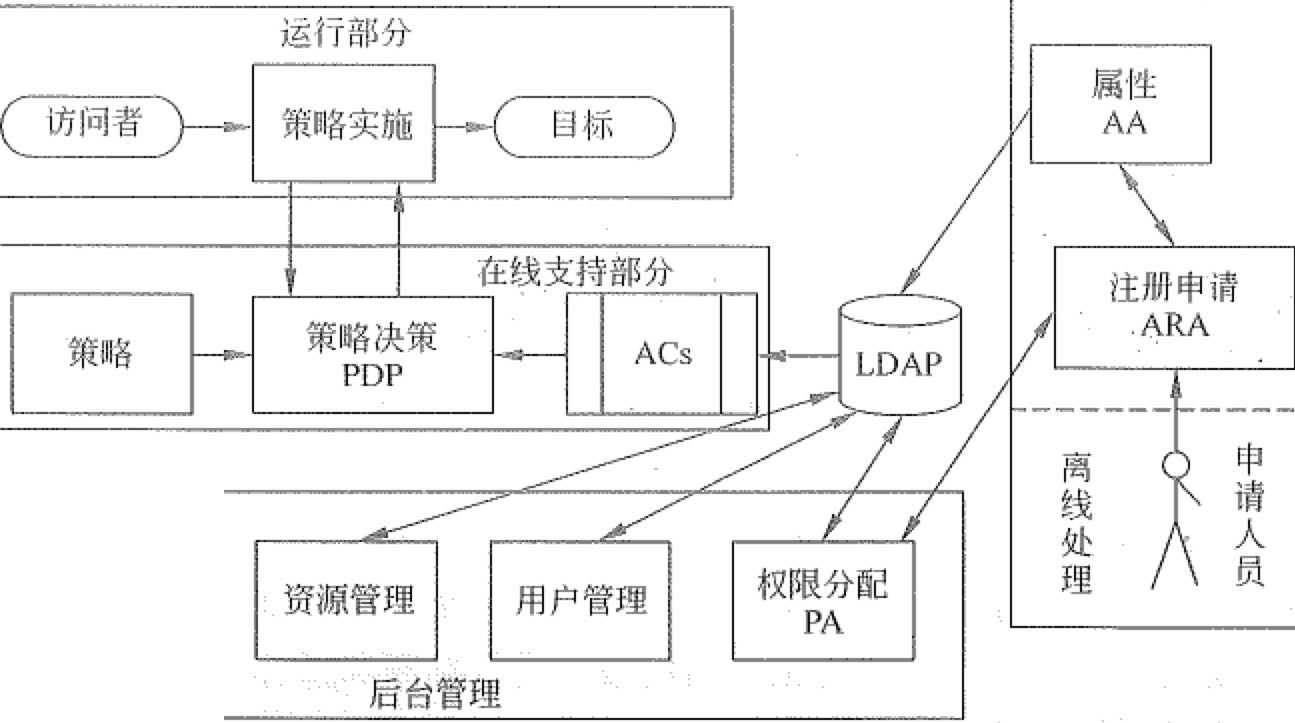 运行部分
访问者
策略实施
目标
属性
AA
在线支持部分
策略
策略决策
PDP
ACs
LDAP
注册申请
ARA
离线处理
申请人员
资源管理
用户管理
权限分配
PA
后台管理